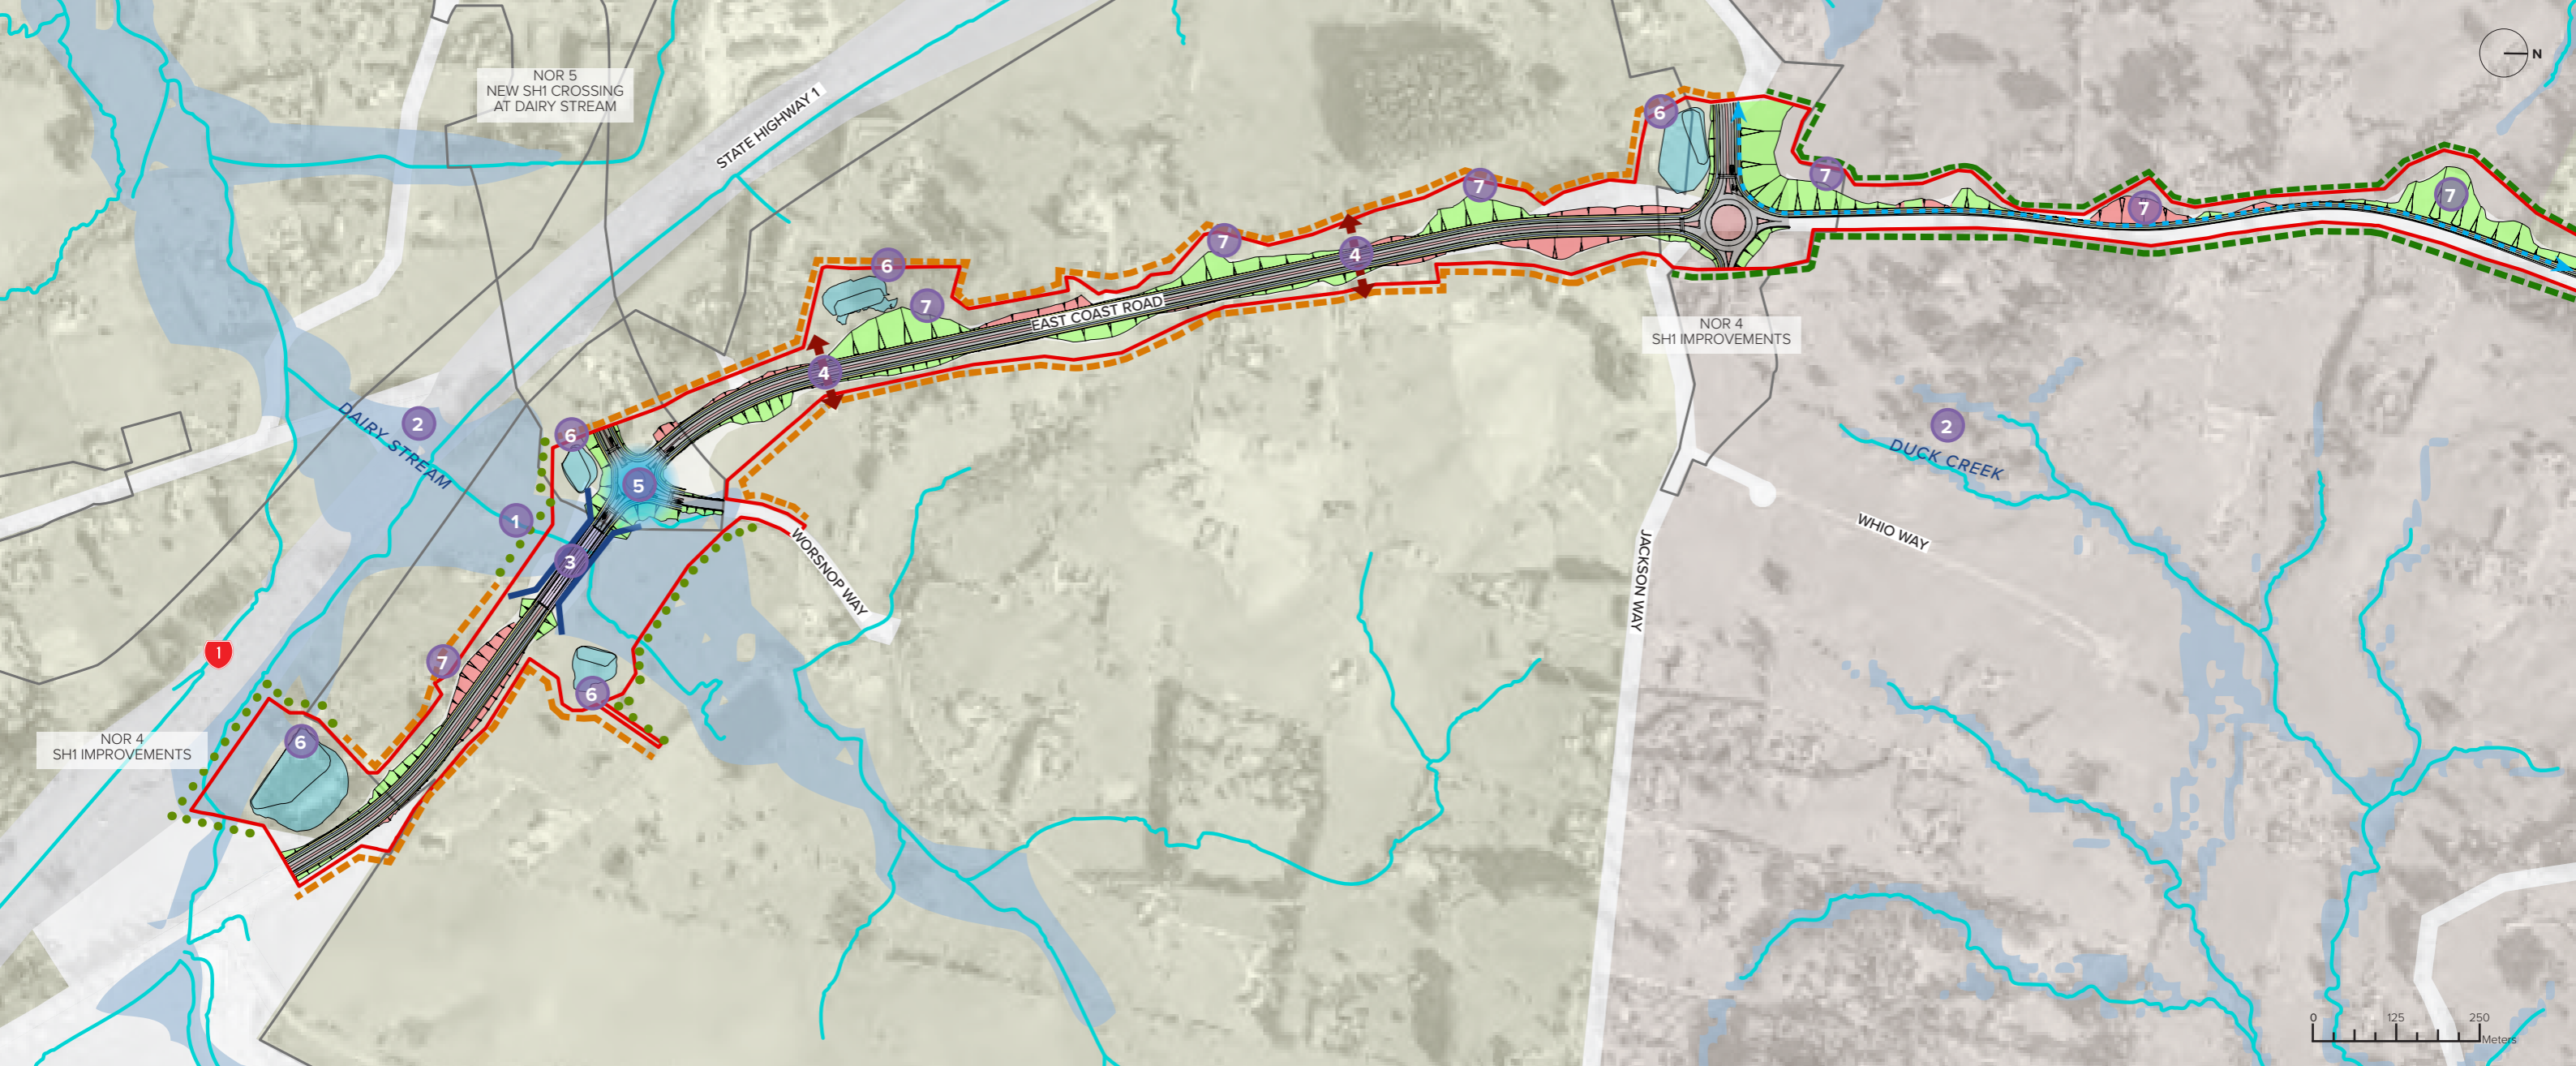 N
NOR 5
NEW SH1 CROSSING
AT DAIRY STREAM
STATE HIGHWAY 1
6
7
7
7
7
7
4
6
7
EAST COAST ROAD
4
NOR 4
SH1 IMPROVEMENTS
2
DAIRY STREAM
6
5
1
3
WORSNOP WAY
2
DUCK CREEK
WHIO WAY
JACKSON WAY
1
7
6
6
NOR 4
SH1 IMPROVEMENTS
0 125 250
Meters